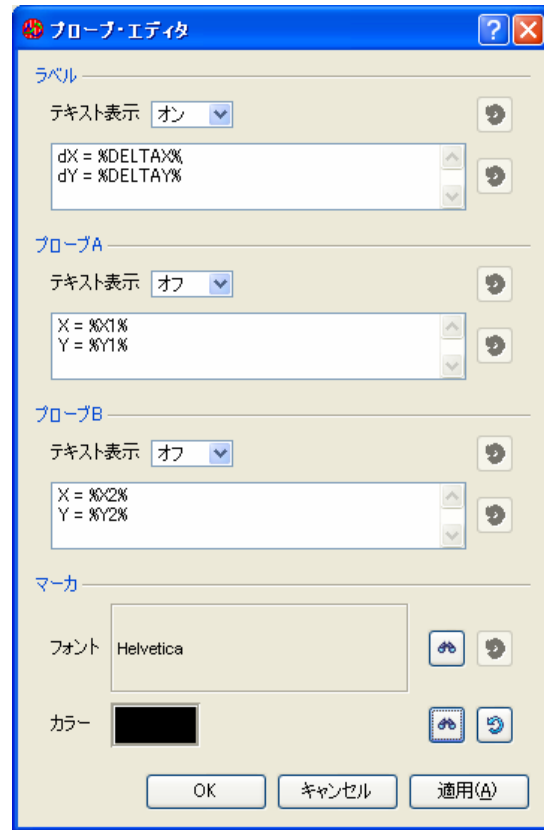 プローブ・エディタ
ラベル
テキスト表示 オン
dX = %DELTAX%
dY = %DELTAY%
プローブA
テキスト表示 オフ
X = %X1%
Y = %Y1%
プローブB
テキスト表示 オフ
X = %X2%
Y = %Y2%
マーカ
フォント Helvetica
カラー
OK キャンセル 適用(A)